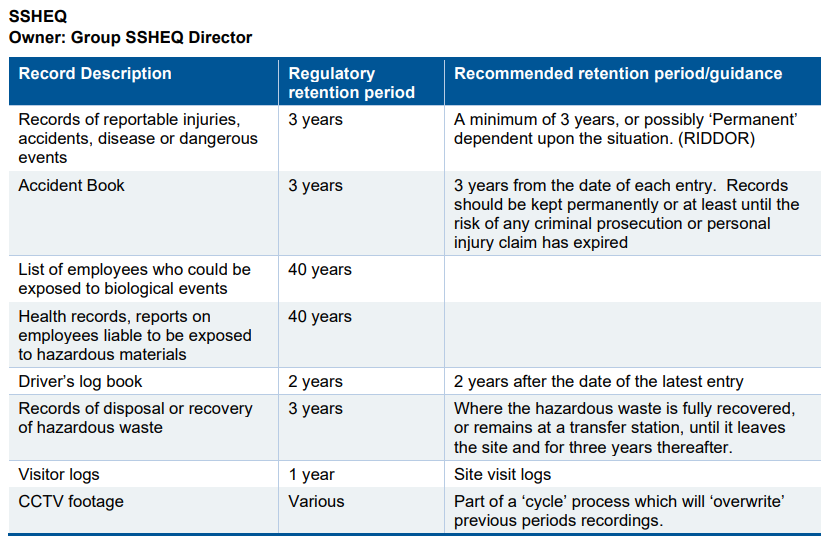 SSHEQ
Owner: Group SSHEQ Director
Record Description
Regulatory
retention period
Recommended retention period/guidance
Records of reportable injuries,
accidents, disease or dangerous
events
3 years
A minimum of 3 years, or possibly ‘Permanent’
dependent upon the situation. (RIDDOR)
Accident Book
3 years
3 years from the date of each entry.  Records
should be kept permanently or at least until the
risk of any criminal prosecution or personal
injury claim has expired
List of employees who could be
exposed to biological events
40 years
Health records, reports on
employees liable to be exposed
to hazardous materials
40 years
Driver’s log book
2 years
2 years after the date of the latest entry
Records of disposal or recovery
of hazardous waste
3 years
Where the hazardous waste is fully recovered,
or remains at a transfer station, until it leaves
the site and for three years thereafter.
Visitor logs
1 year
Site visit logs
CCTV footage
Various
Part of a ‘cycle’ process which will ‘overwrite’
previous periods recordings.